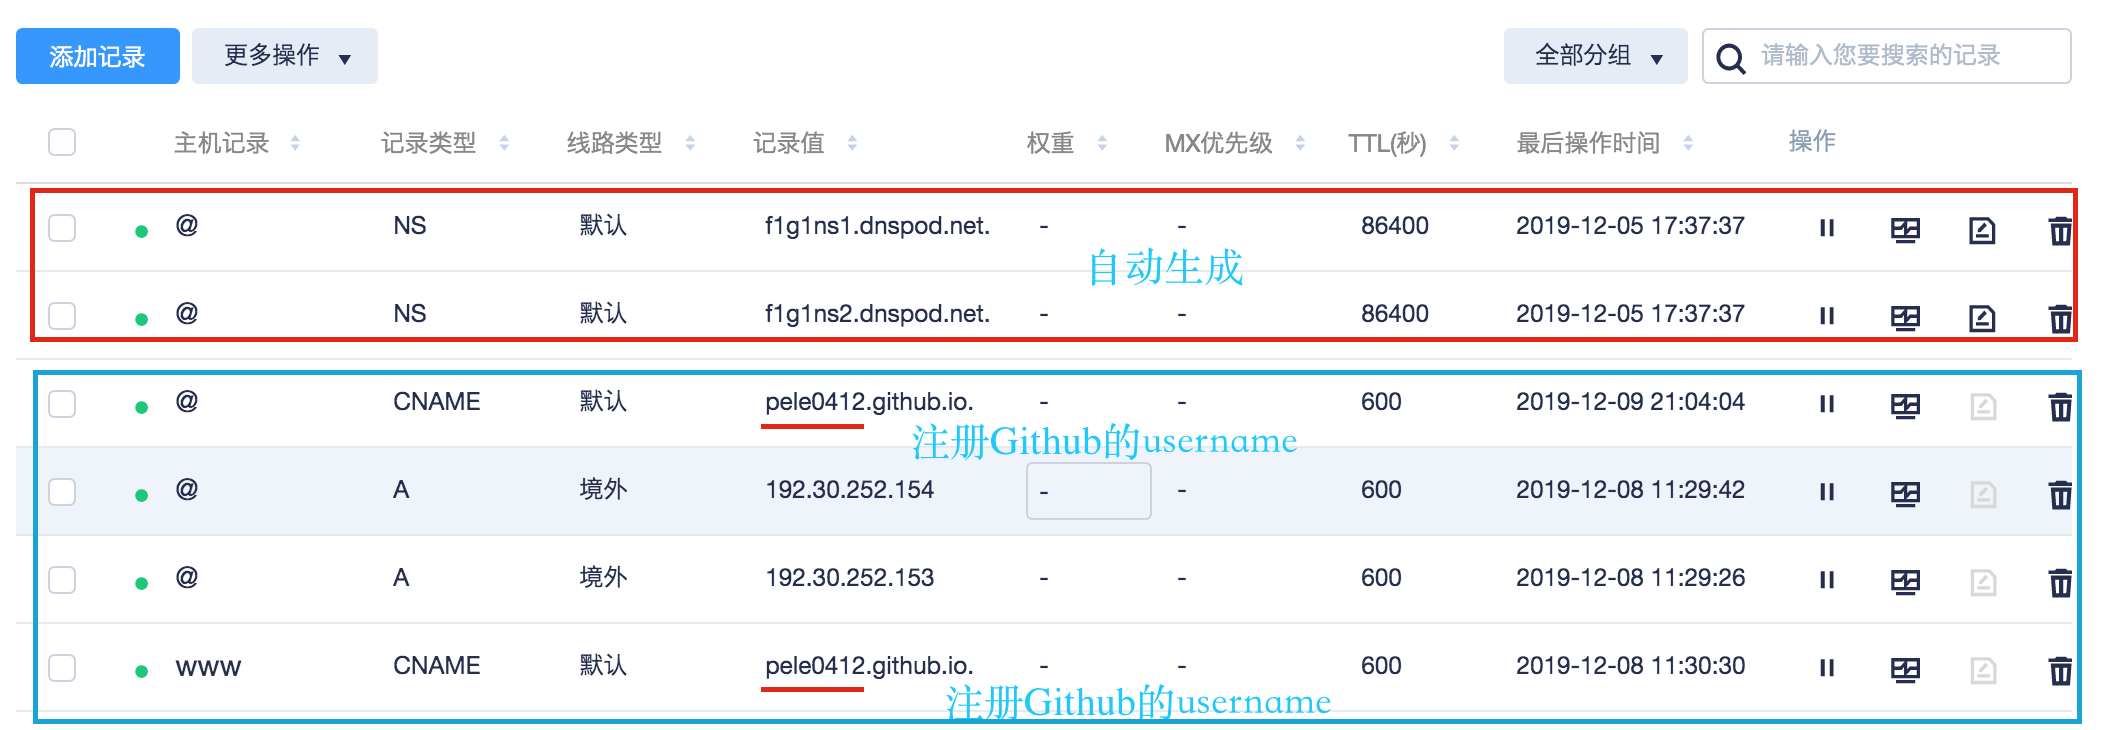 添加记录 更多操作 全部分组 请输入您要搜索的记录
主机记录 记录类型 线路类型 记录值 权重 MX优先级 TTL(秒) 最后操作时间 操作
@ NS 默认 f1g1ns1.dnspod.net. - - 86400 2019-12-05 17:37:37
自动生成
@ NS 默认 f1g1ns2.dnspod.net. - - 86400 2019-12-05 17:37:37
@ CNAME 默认 pele0412.github.io. - - 600 2019-12-09 21:04:04
注册Github的username
@ A 境外 192.30.252.154 - - 600 2019-12-08 11:29:42
@ A 境外 192.30.252.153 - - 600 2019-12-08 11:29:26
www CNAME 默认 pele0412.github.io. - - 600 2019-12-08 11:30:30
注册Github的username